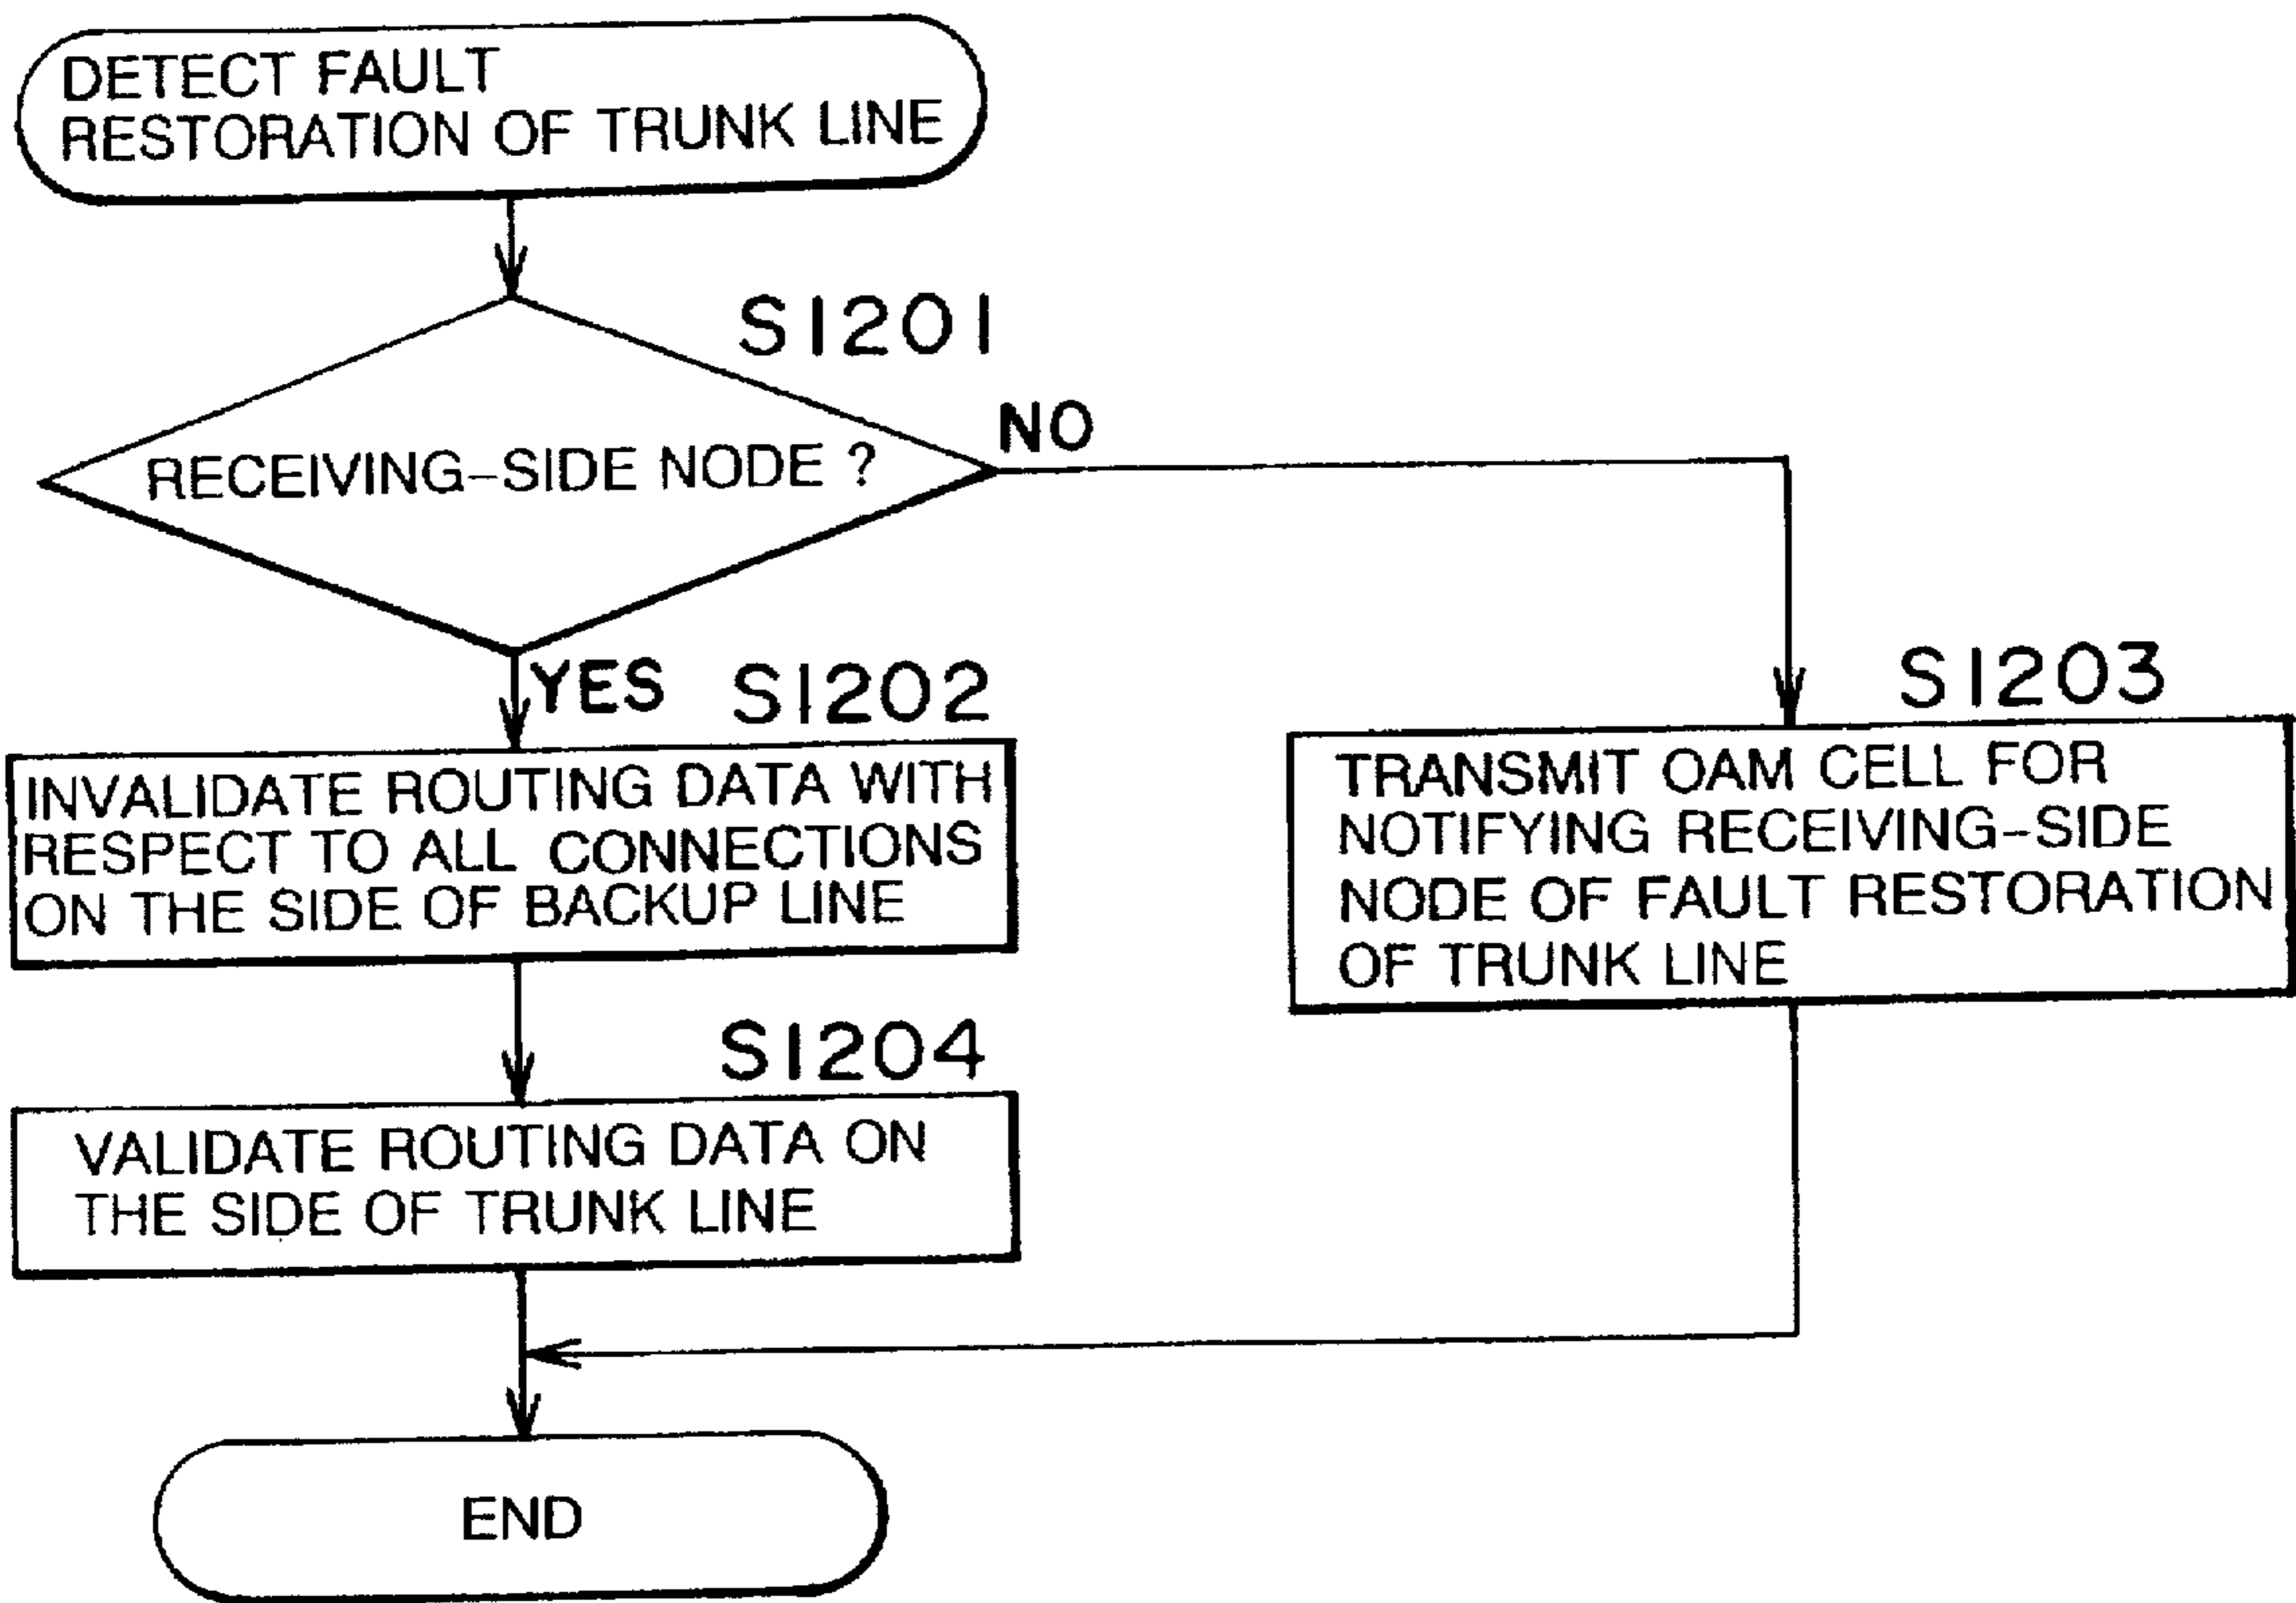 DETECT FAULT
RESTORATION OF TRUNK LINE
S1201
RECEIVING-SIDE NODE ?
NO
YES
S1202
INVALIDATE ROUTING DATA WITH
RESPECT TO ALL CONNECTIONS
ON THE SIDE OF BACKUP LINE
S1203
TRANSMIT OAM CELL FOR
NOTIFYING RECEIVING-SIDE
NODE OF FAULT RESTORATION
OF TRUNK LINE
S1204
VALIDATE ROUTING DATA ON
THE SIDE OF TRUNK LINE
END